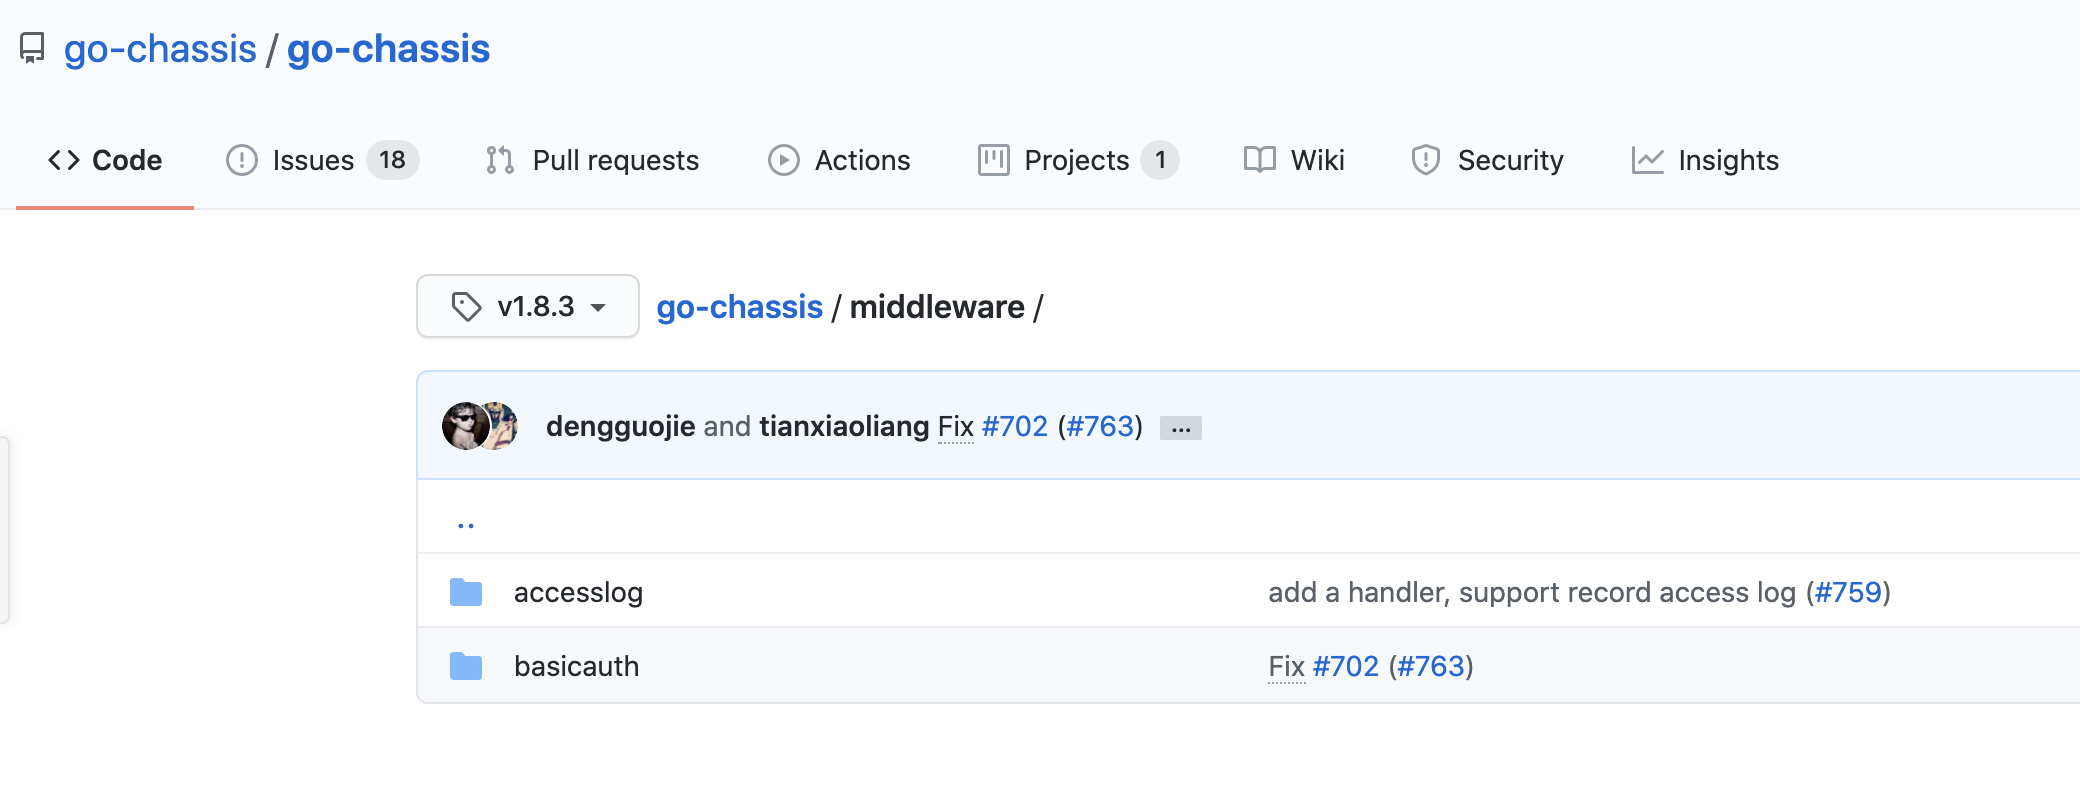 go-chassis / go-chassis
Code Issues 18 Pull requests Actions Projects 1 Wiki Security Insights
v1.8.3 go-chassis / middleware /
dengguojie and tianxiaoliang Fix #702 (#763) ...
..
accesslog add a handler, support record access log (#759)
basicauth Fix #702 (#763)